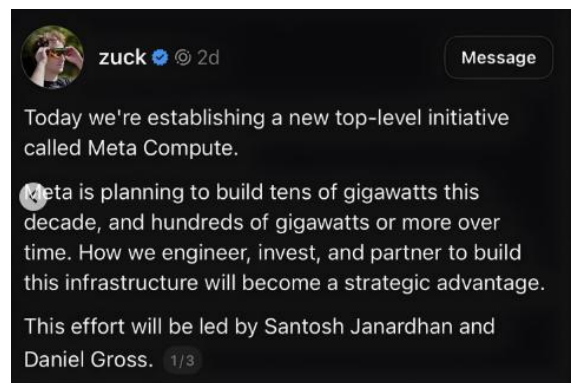 zuck 2d
Message
Today we're establishing a new top-level initiative
called Meta Compute.
Meta is planning to build tens of gigawatts this
decade, and hundreds of gigawatts or more over
time. How we engineer, invest, and partner to build
this infrastructure will become a strategic advantage.
This effort will be led by Santosh Janardhan and
Daniel Gross. 1/3